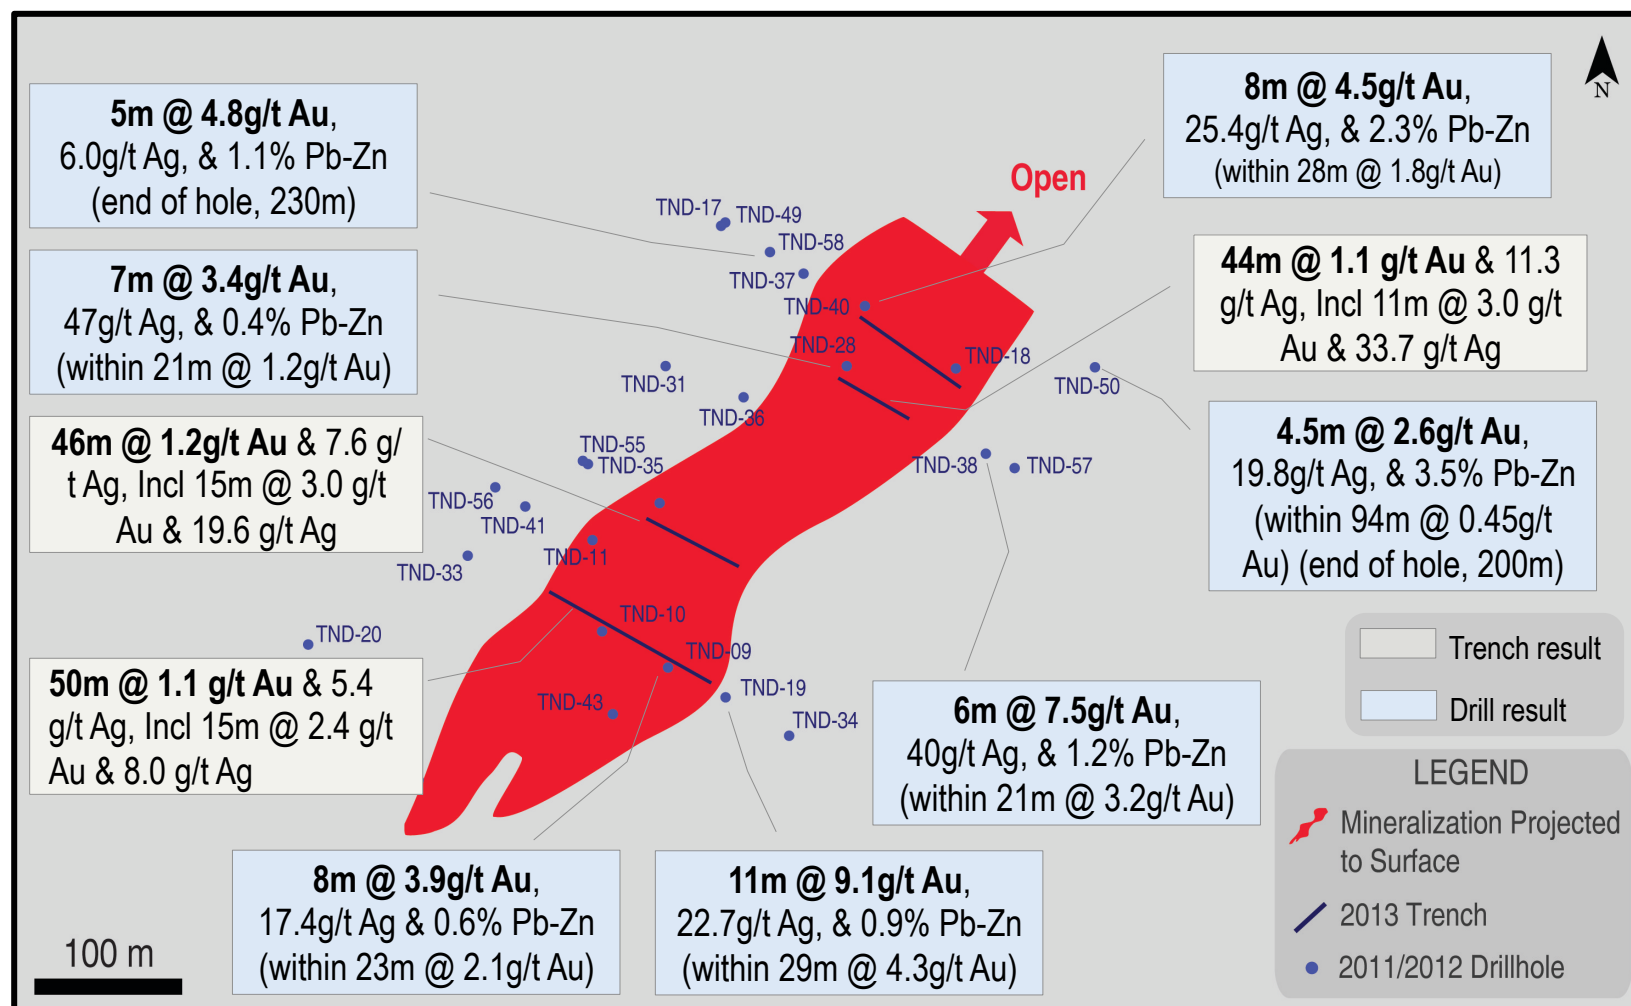 5m @ 4.8g/t Au,
6.0g/t Ag, & 1.1% Pb-Zn
(end of hole, 230m)
8m @ 4.5g/t Au,
25.4g/t Ag, & 2.3% Pb-Zn
(within 28m @ 1.8g/t Au)
N
Open
7m @ 3.4g/t Au,
47g/t Ag, & 0.4% Pb-Zn
(within 21m @ 1.2g/t Au)
44m @ 1.1 g/t Au & 11.3
g/t Ag, Incl 11m @ 3.0 g/t
Au & 33.7 g/t Ag
46m @ 1.2g/t Au & 7.6 g/
t Ag, Incl 15m @ 3.0 g/t
Au & 19.6 g/t Ag
4.5m @ 2.6g/t Au,
19.8g/t Ag, & 3.5% Pb-Zn
(within 94m @ 0.45g/t
Au) (end of hole, 200m)
50m @ 1.1 g/t Au & 5.4
g/t Ag, Incl 15m @ 2.4 g/t
Au & 8.0 g/t Ag
6m @ 7.5g/t Au,
40g/t Ag, & 1.2% Pb-Zn
(within 21m @ 3.2g/t Au)
8m @ 3.9g/t Au,
17.4g/t Ag & 0.6% Pb-Zn
(within 23m @ 2.1g/t Au)
11m @ 9.1g/t Au,
22.7g/t Ag, & 0.9% Pb-Zn
(within 29m @ 4.3g/t Au)
TND-17
TND-49
TND-58
TND-37
TND-40
TND-28
TND-18
TND-50
TND-31
TND-36
TND-55
TND-35
TND-38
TND-57
TND-56
TND-41
TND-11
TND-33
TND-10
TND-20
TND-09
TND-19
TND-43
TND-34
Trench result
Drill result
LEGEND
Mineralization Projected
to Surface
2013 Trench
2011/2012 Drillhole
100 m